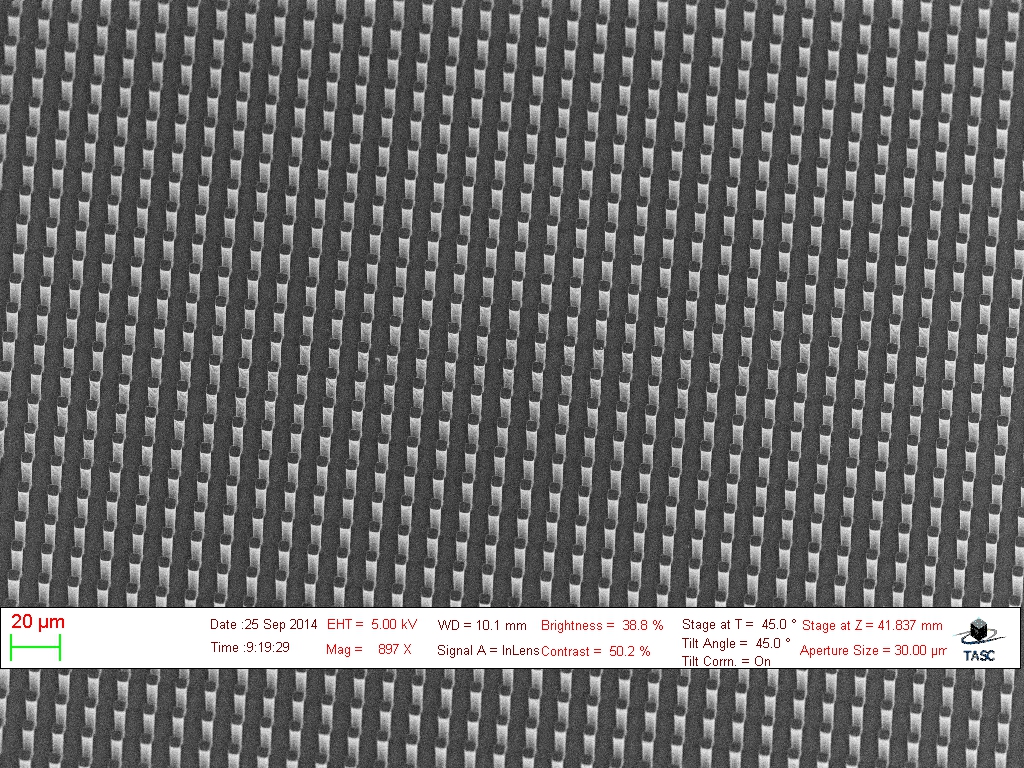 20 µm
Date :25 Sep 2014 EHT = 5.00 kV WD = 10.1 mm Brightness = 38.8 % Stage at T = 45.0 ° Stage at Z = 41.837 mm
Time :9:19:29 Mag = 897 X Signal A = InLens Contrast = 50.2 % Tilt Angle = 45.0 ° Aperture Size = 30.00 µm
Tilt Corrn. = On
TASC